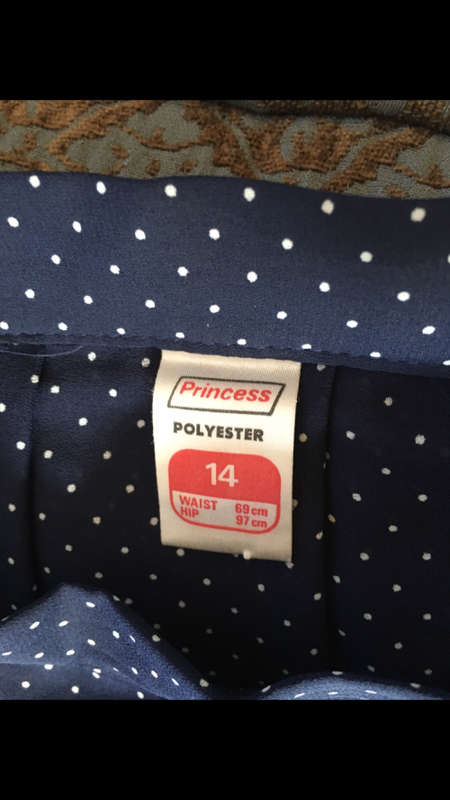 Princess
POLYESTER
14
WAIST 69cm
HIP 97cm